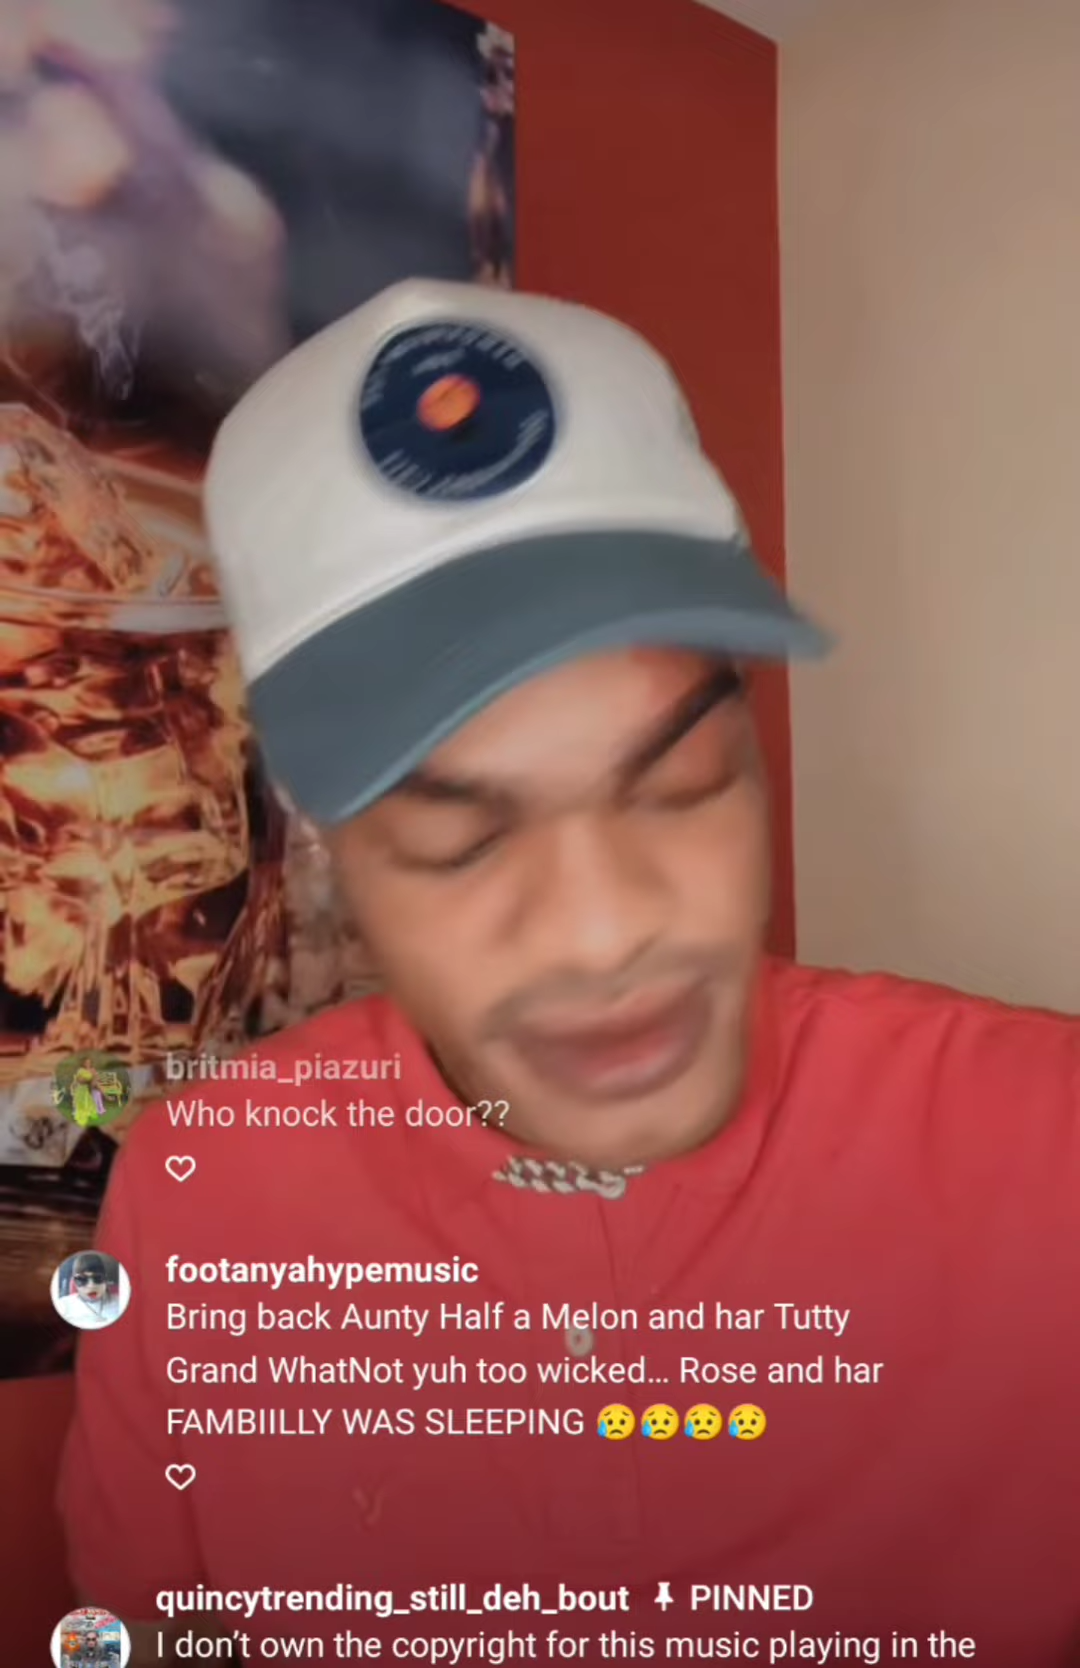 britmia_piazuri
Who knock the door??
footanyahypemusic
Bring back Aunty Half a Melon and har Tutty
Grand WhatNot yuh too wicked... Rose and har
FAMBIILLY WAS SLEEPING 😥😥😥😥
quincytrending_still_deh_bout PINNED
I don't own the copyright for this music playing in the